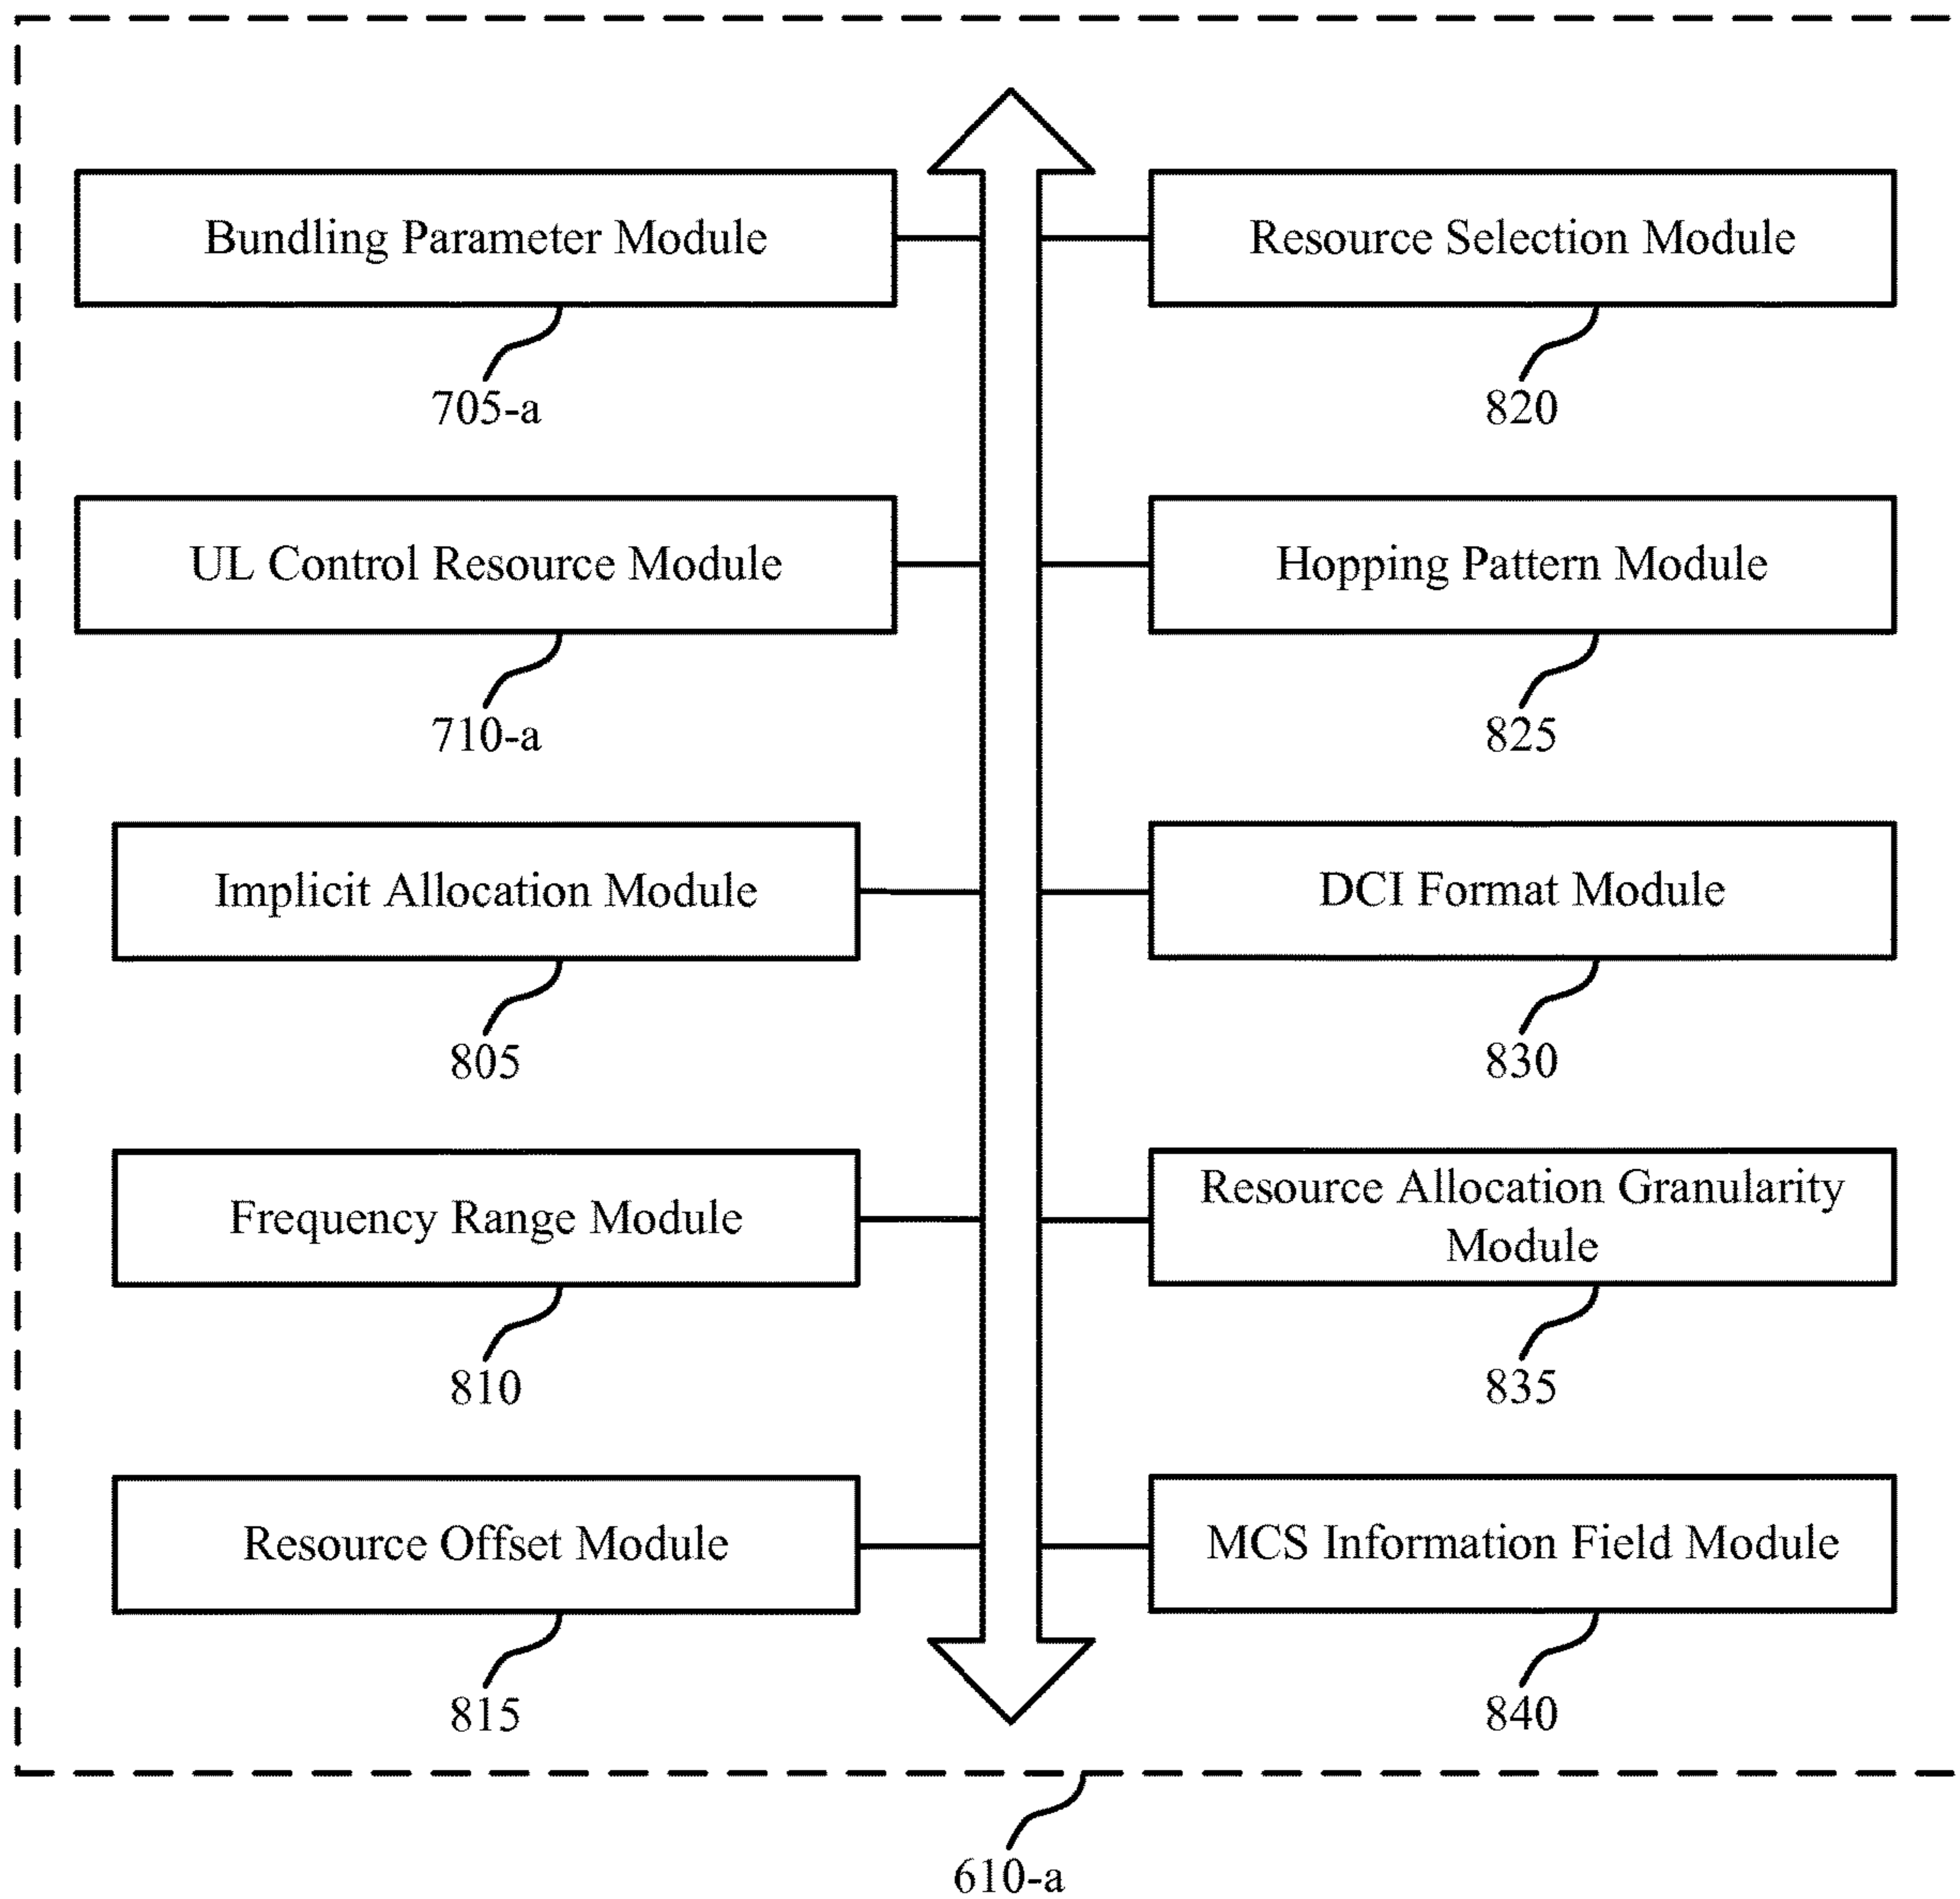 Bundling Parameter Module
705-a
UL Control Resource Module
710-a
Implicit Allocation Module
805
Frequency Range Module
810
Resource Offset Module
815
Resource Selection Module
820
Hopping Pattern Module
825
DCI Format Module
830
Resource Allocation Granularity
Module
835
MCS Information Field Module
840
610-a